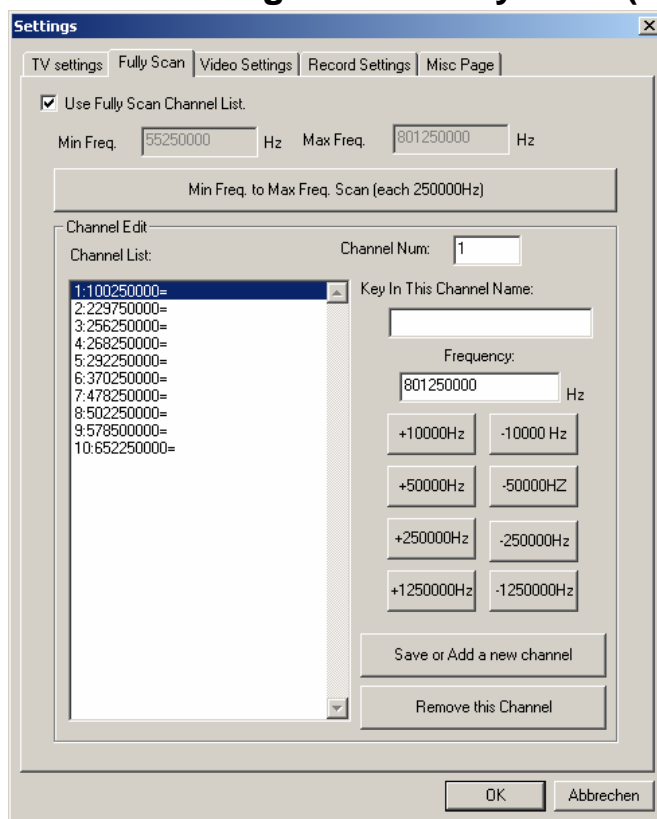 Settings
TV settings Fully Scan Video Settings Record Settings Misc Page
Use Fully Scan Channel List.
Min Freq. 55250000 Hz Max Freq. 801250000 Hz
Min Freq. to Max Freq. Scan (each 250000Hz)
Channel Edit
Channel List:
Channel Num: 1
1:100250000=
2:229750000=
3:256250000=
4:268250000=
5:292250000=
6:370250000=
7:478250000=
8:502250000=
9:578500000=
10:652250000=
Key In This Channel Name:
Frequency:
801250000 Hz
+10000Hz -10000 Hz
+50000Hz -50000HZ
+250000Hz -250000Hz
+1250000Hz -1250000Hz
Save or Add a new channel
Remove this Channel
OK Abbrechen